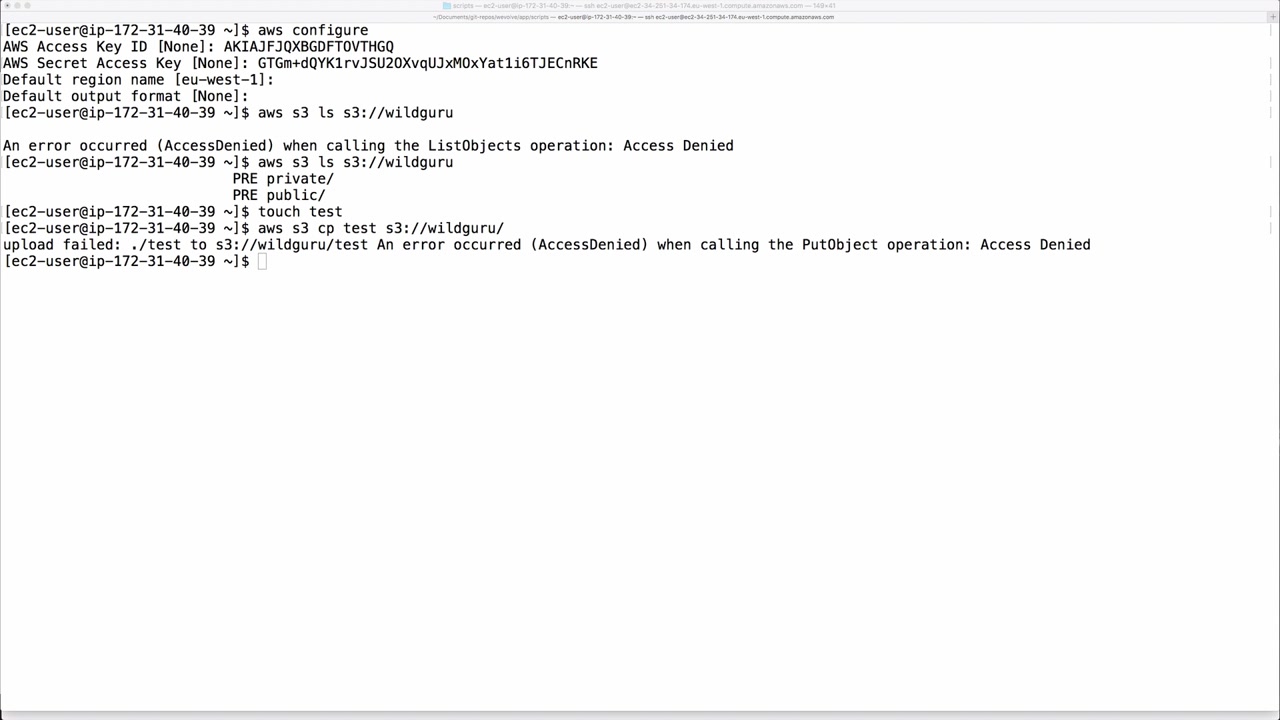 scripts — ec2-user@ip-172-31-40-39:~ — ssh ec2-user@ec2-34-251-34-174.eu-west-1.compute.amazonaws.com — 149×41
~/Documents/git-repos/wevolve/app/scripts — ec2-user@ip-172-31-40-39:~ — ssh ec2-user@ec2-34-251-34-174.eu-west-1.compute.amazonaws.com +
[ec2-user@ip-172-31-40-39 ~]$ aws configure
AWS Access Key ID [None]: AKIAJFJQXBGDFTOVTHGQ
AWS Secret Access Key [None]: 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
Default region name [eu-west-1]:
Default output format [None]:
[ec2-user@ip-172-31-40-39 ~]$ aws s3 ls s3://wildguru
An error occurred (AccessDenied) when calling the ListObjects operation: Access Denied
[ec2-user@ip-172-31-40-39 ~]$ aws s3 ls s3://wildguru
PRE private/
PRE public/
[ec2-user@ip-172-31-40-39 ~]$ touch test
[ec2-user@ip-172-31-40-39 ~]$ aws s3 cp test s3://wildguru/
upload failed: ./test to s3://wildguru/test An error occurred (AccessDenied) when calling the PutObject operation: Access Denied
[ec2-user@ip-172-31-40-39 ~]$